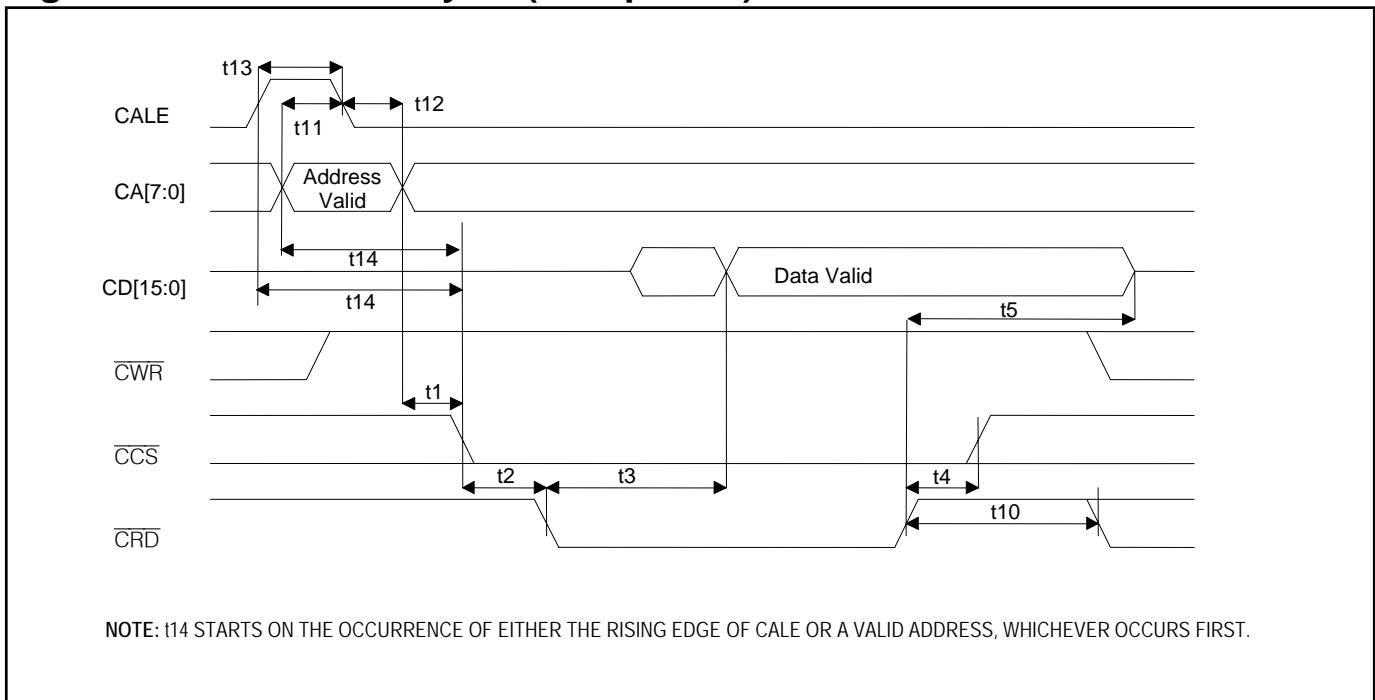 t13
CALE
t12
t11
CA[7:0]
Address
Valid
t14
CD[15:0]
Data Valid
t14
t5
CWR
t1
CCS
t2
t3
t4
t10
CRD
NOTE: t14 STARTS ON THE OCCURRENCE OF EITHER THE RISING EDGE OF CALE OR A VALID ADDRESS, WHICHEVER OCCURS FIRST.